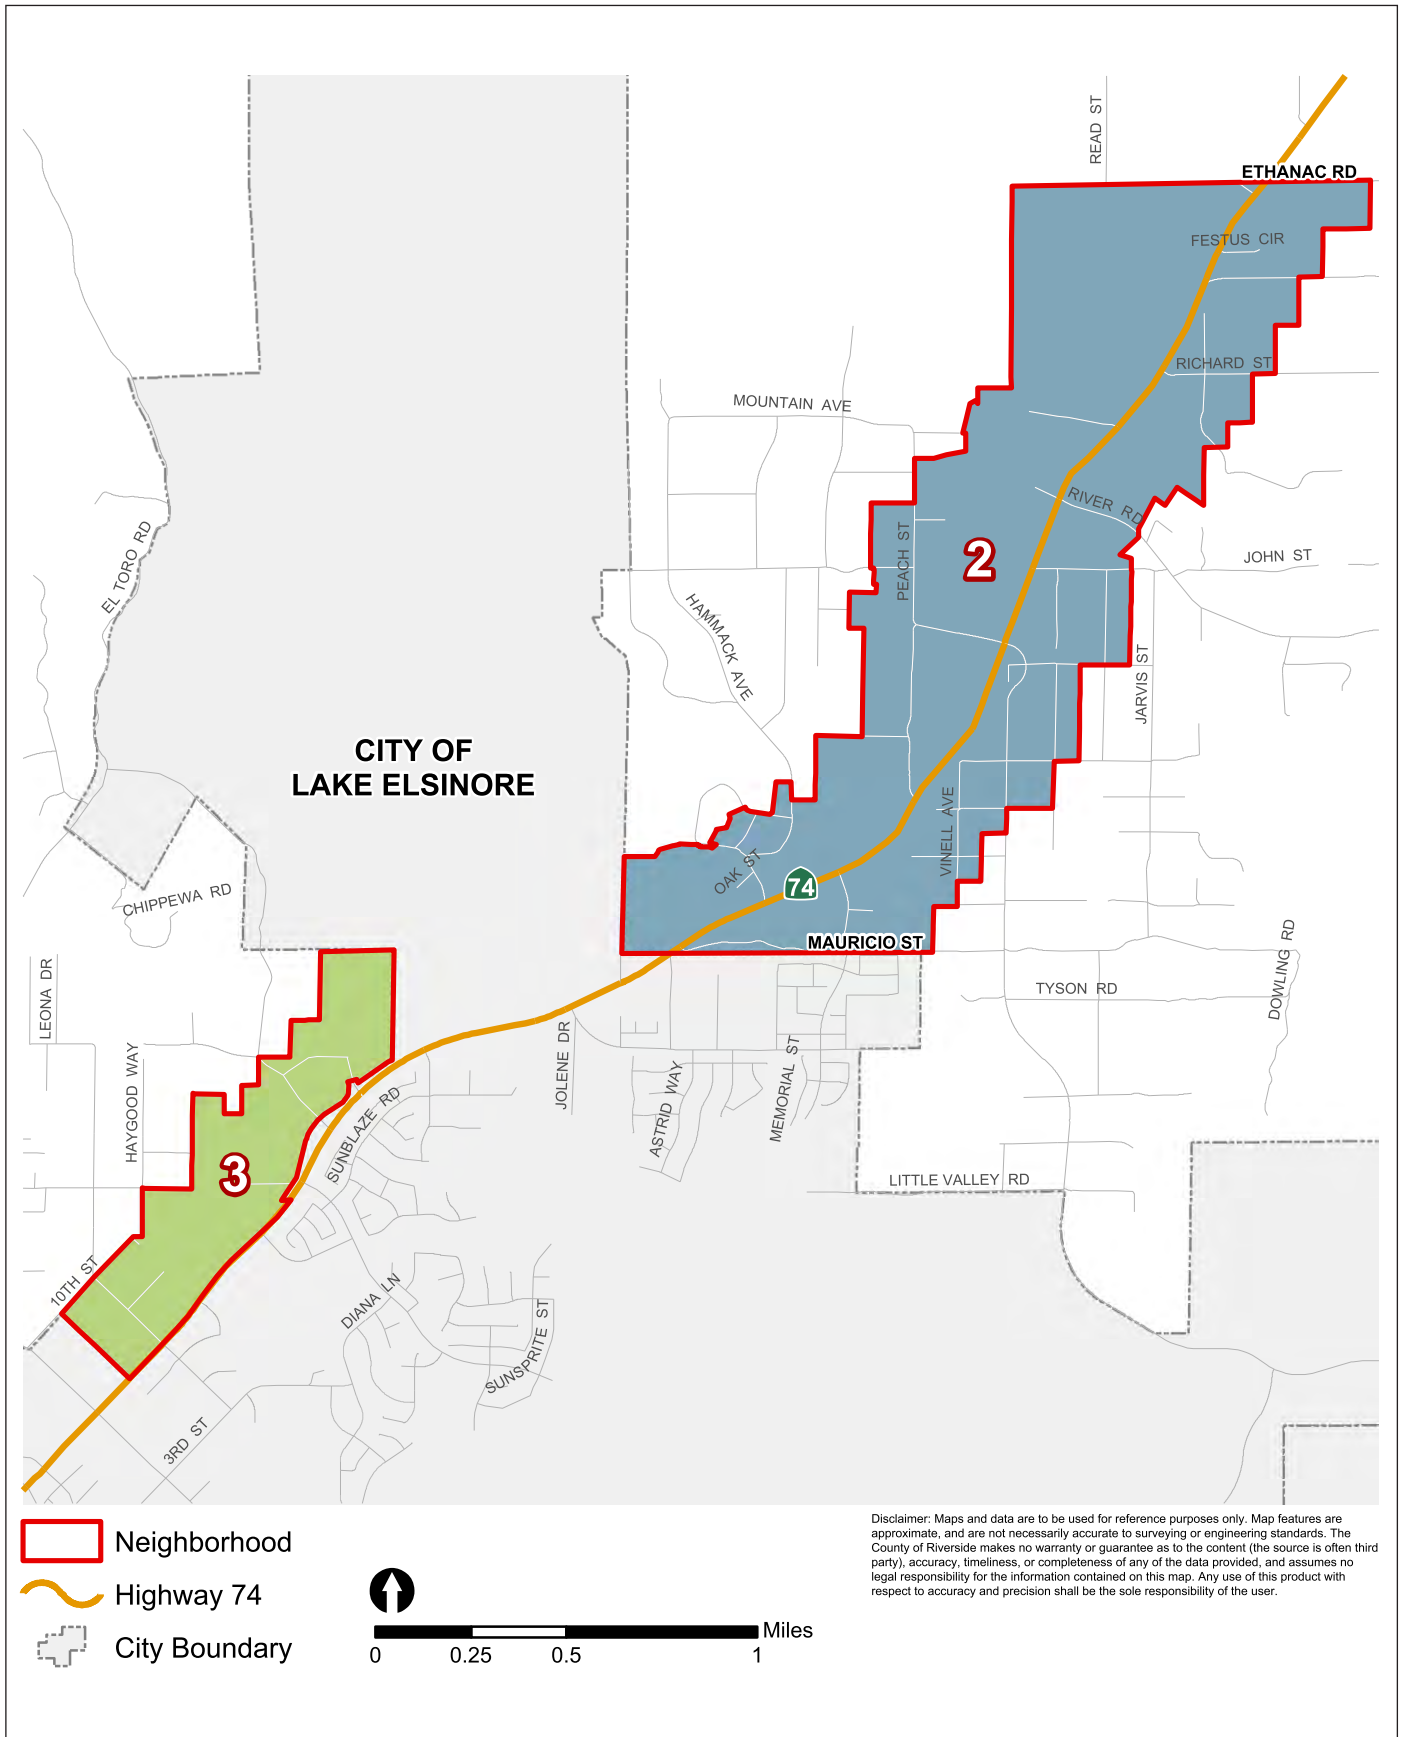 READ ST
ETHANAC RD
FESTUS CIR
RICHARD ST
MOUNTAIN AVE
RIVER RD
PEACH ST
2
JOHN ST
EL TORO RD
HAMMACK AVE
JARVIS ST
CITY OF
LAKE ELSINORE
VINELL AVE
OAK ST
74
CHIPPEWA RD
MAURICIO ST
LEONA DR
DOWLING RD
TYSON RD
JOLENE DR
HAYGOOD WAY
ASTRID WAY
MEMORIAL ST
SUNBLAZE RD
3
LITTLE VALLEY RD
10TH ST
DIANA LN
SUNSPRITE ST
3RD ST
Neighborhood
Highway 74
City Boundary
Miles
0
0.25
0.5
1
Disclaimer: Maps and data are to be used for reference purposes only. Map features are
approximate, and are not necessarily accurate to surveying or engineering standards. The
County of Riverside makes no warranty or guarantee as to the content (the source is often third
party), accuracy, timeliness, or completeness of any of the data provided, and assumes no
legal responsibility for the information contained on this map. Any use of this product with
respect to accuracy and precision shall be the sole responsibility of the user.